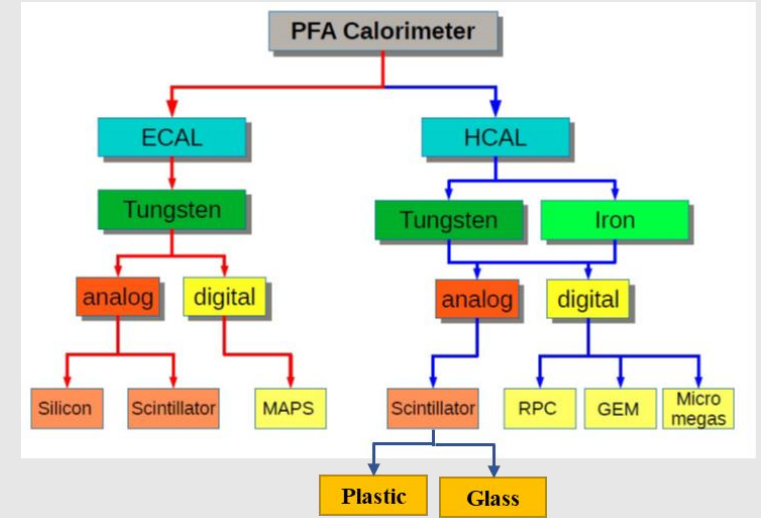 PFA Calorimeter
ECAL
HCAL
Tungsten
Tungsten
Iron
analog
digital
analog
digital
Silicon
Scintillator
MAPS
Scintillator
RPC
GEM
Micro
megas
Plastic
Glass